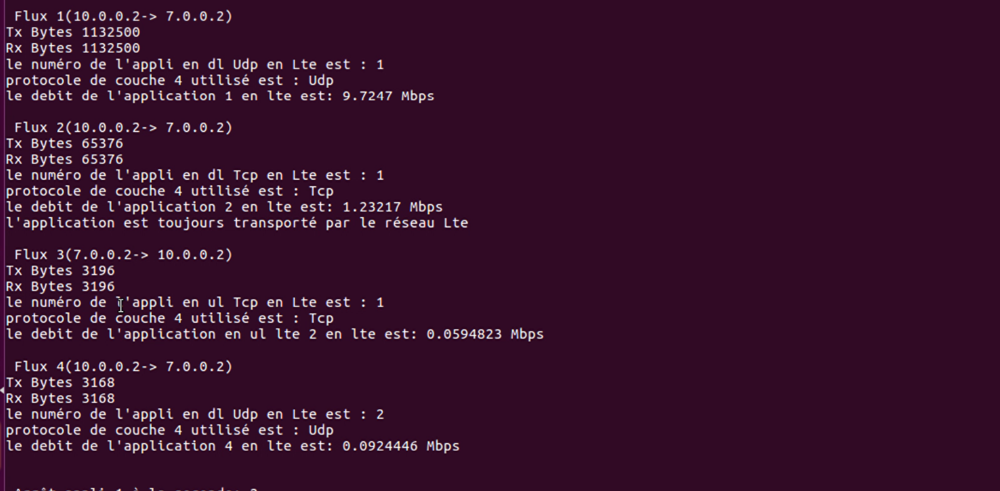 Flux 1(10.0.0.2-> 7.0.0.2)
Tx Bytes 1132500
Rx Bytes 1132500
le numéro de l'appli en dl Udp en Lte est : 1
protocole de couche 4 utilisé est : Udp
le debit de l'application 1 en lte est: 9.7247 Mbps
Flux 2(10.0.0.2-> 7.0.0.2)
Tx Bytes 65376
Rx Bytes 65376
le numéro de l'appli en dl Tcp en Lte est : 1
protocole de couche 4 utilisé est : Tcp
le debit de l'application 2 en lte est: 1.23217 Mbps
l'application est toujours transporté par le réseau Lte
Flux 3(7.0.0.2-> 10.0.0.2)
Tx Bytes 3196
Rx Bytes 3196
le numéro de l'appli en ul Tcp en Lte est : 1
protocole de couche 4 utilisé est : Tcp
le debit de l'application en ul lte 2 en lte est: 0.0594823 Mbps
Flux 4(10.0.0.2-> 7.0.0.2)
Tx Bytes 3168
Rx Bytes 3168
le numéro de l'appli en dl Udp en Lte est : 2
protocole de couche 4 utilisé est : Udp
le debit de l'application 4 en lte est: 0.0924446 Mbps